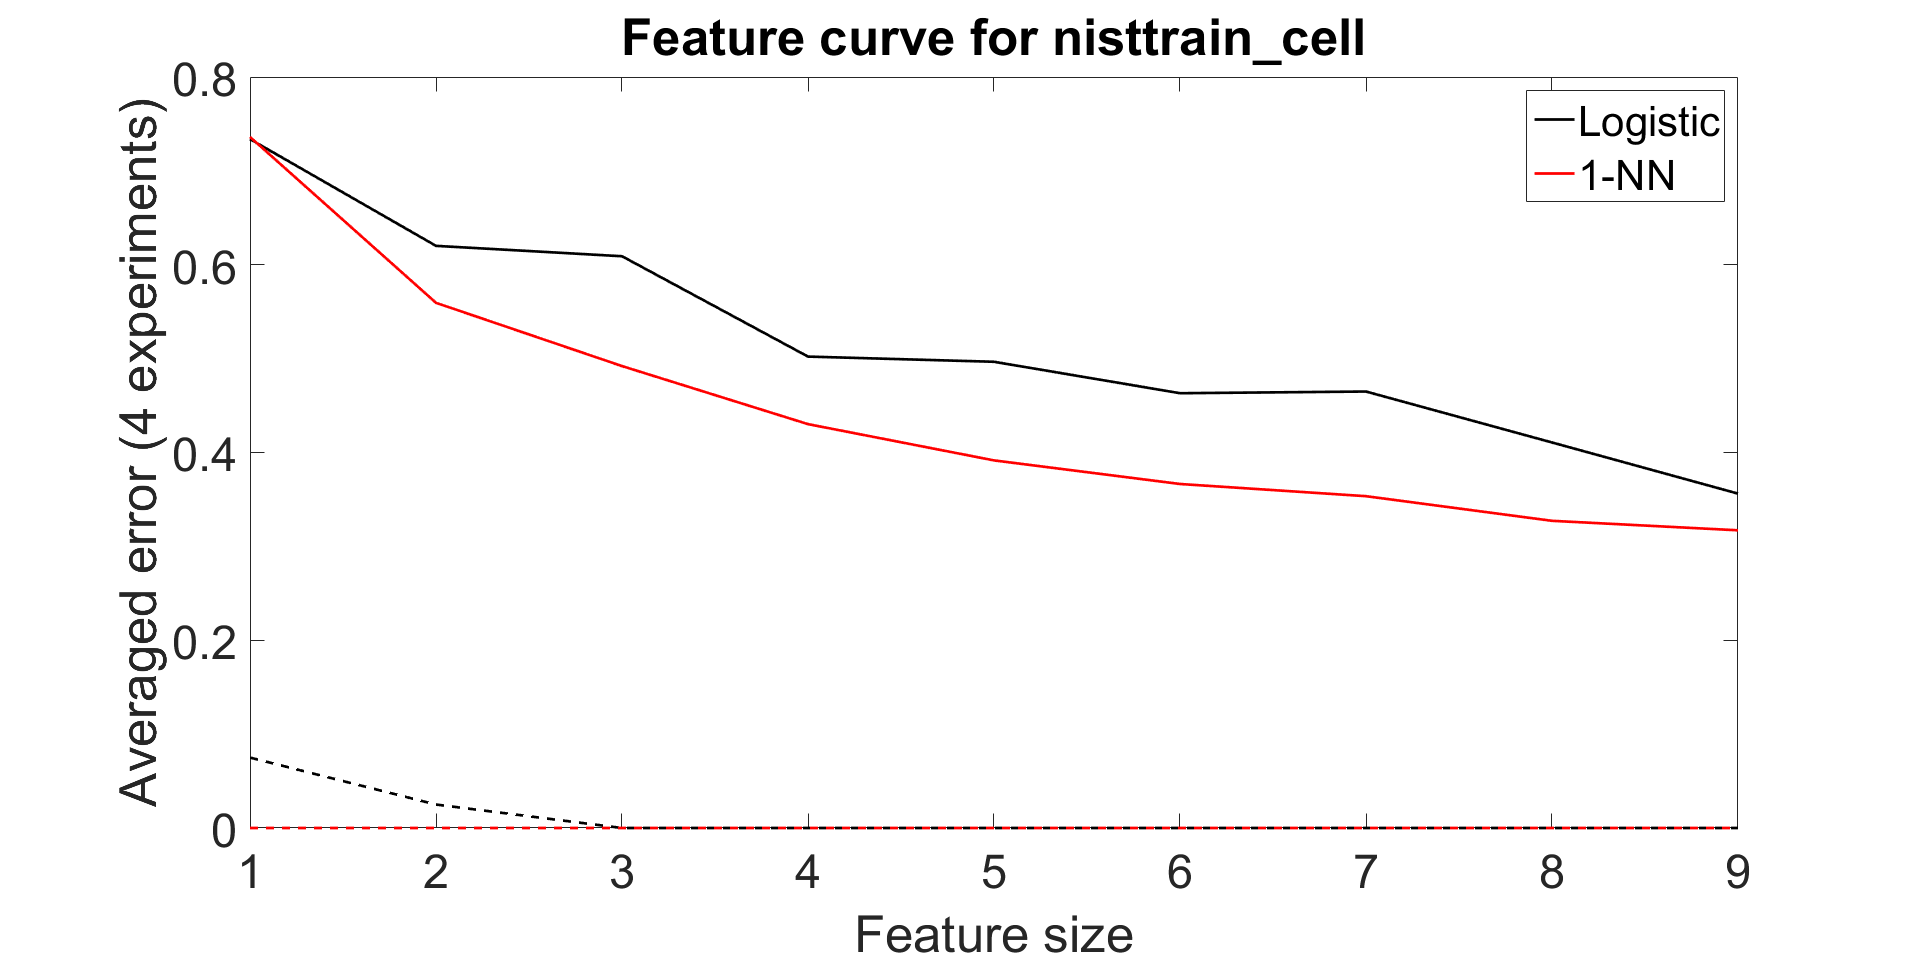 Feature curve for nisttrain_cell
Averaged error (4 experiments)
0.8
0.6
0.4
0.2
0
Logistic
1-NN
1 2 3 4 5 6 7 8 9
Feature size